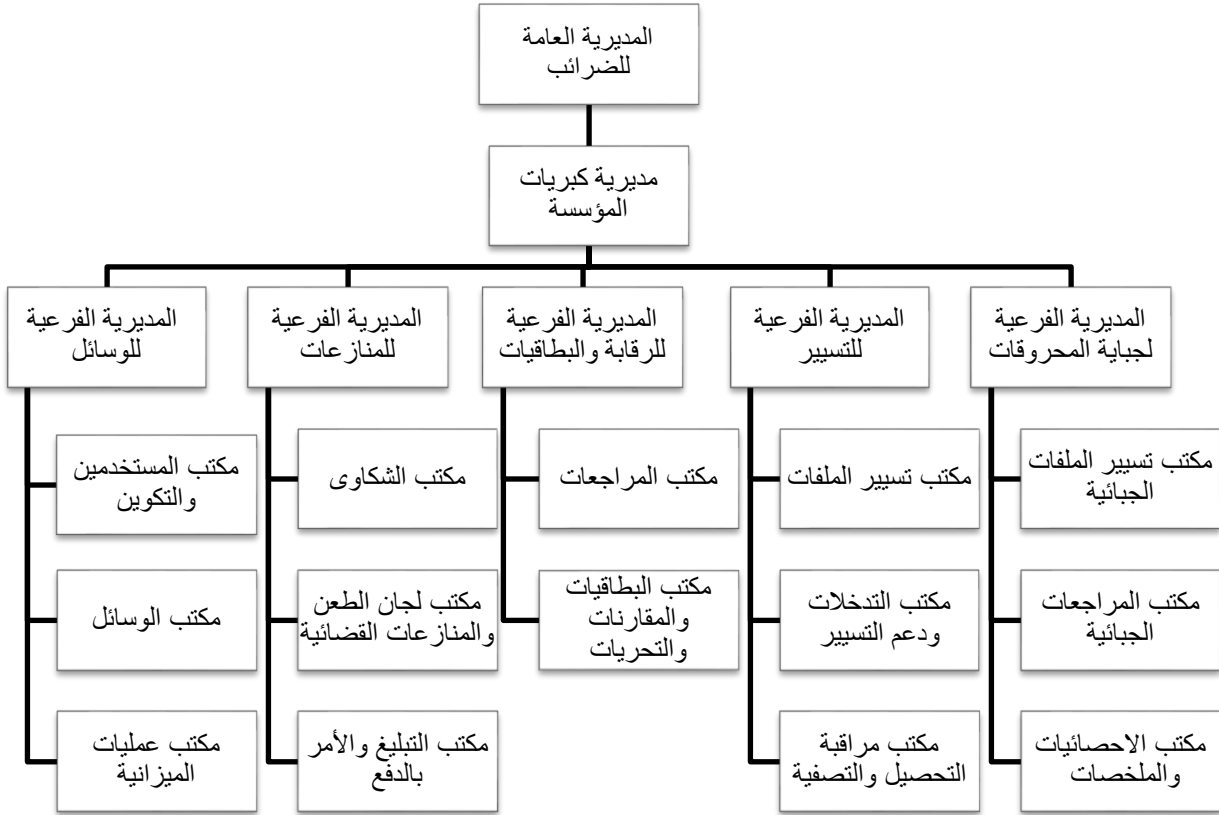 المديرية العامة
للضرائب
مديرية كبريات
المؤسسة
المديرية الفرعية
لجباية المحروقات
المديرية الفرعية
للتسيير
المديرية الفرعية
للرقابة والبطاقيات
المديرية الفرعية
للمنازعات
المديرية الفرعية
للوسائل
مكتب تسيير الملفات
الجبائية
مكتب المراجعات
الجبائية
مكتب الاحصائيات
والملخصات
مكتب تسيير الملفات
مكتب التدخلات
ودعم التسيير
مكتب مراقبة
التحصيل والتصفية
مكتب المراجعات
مكتب البطاقيات
والمقارنات
والتحريات
مكتب الشكاوى
مكتب لجان الطعن
والمنازعات القضائية
مكتب التبليغ والأمر
بالدفع
مكتب المستخدمين
والتكوين
مكتب الوسائل
مكتب عمليات
الميزانية